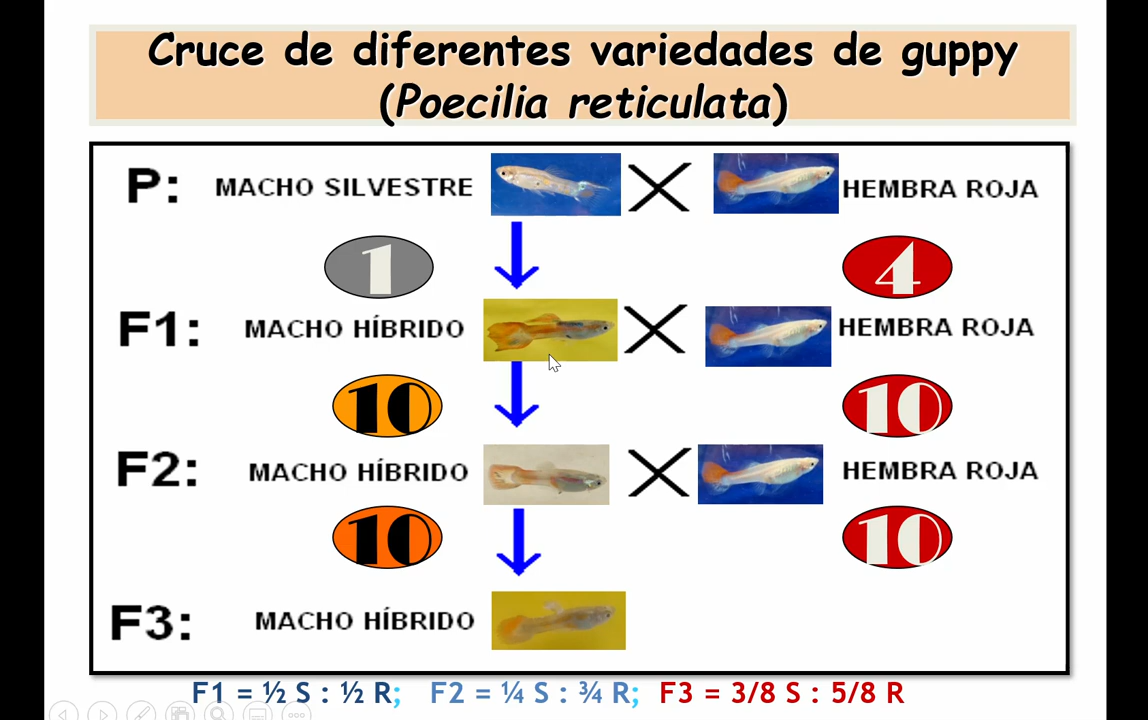 Cruce de diferentes variedades de guppy
(Poecilia reticulata)
P: MACHO SILVESTRE X HEMBRA ROJA
1 4
F1: MACHO HÍBRIDO X HEMBRA ROJA
10 10
F2: MACHO HÍBRIDO X HEMBRA ROJA
10 10
F3: MACHO HÍBRIDO
F1 = ½ S : ½ R; F2 = ¼ S : ¾ R; F3 = 3/8 S : 5/8 R